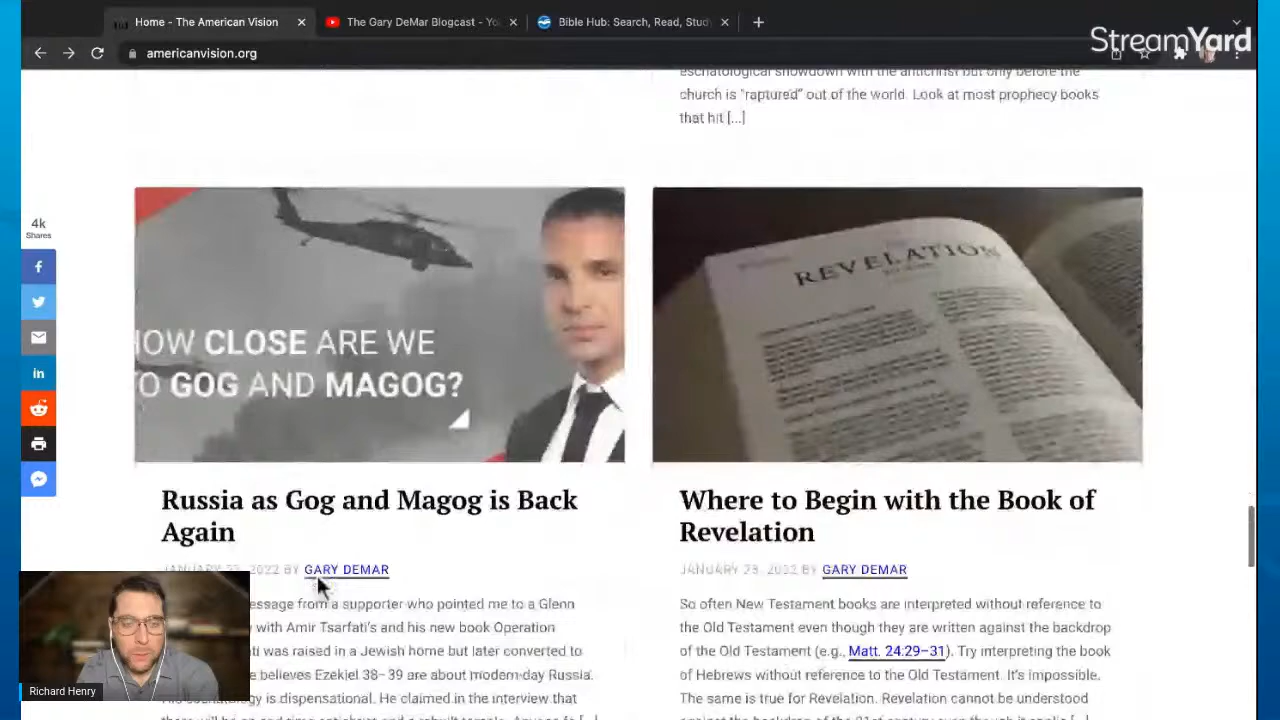 Home - The American Vision
The Gary DeMar Blogcast - Yo
Bible Hub: Search, Read, Stud
StreamYard
americanvision.org
eschatological showdown with the antichrist but only before the
church is "raptured" out of the world. Look at most prophecy books
that hit [...]
4k
Shares
HOW CLOSE ARE WE
TO GOG AND MAGOG?
REVELATION
Russia as Gog and Magog is Back
Again
2022 BY GARY DEMAR
essage from a supporter who pointed me to a Glenn
with Amir Tsarfati's and his new book Operation
ti was raised in a Jewish home but later converted to
e believes Ezekiel 38–39 are about modern-day Russia.
is dispensational. He claimed in the interview that
Where to Begin with the Book of
Revelation
JANUARY 2022 BY GARY DEMAR
So often New Testament books are interpreted without reference to
the Old Testament even though they are written against the backdrop
of the Old Testament (e.g., Matt. 24:29–31). Try interpreting the book
of Hebrews without reference to the Old Testament. It's impossible.
The same is true for Revelation. Revelation cannot be understood
Richard Henry